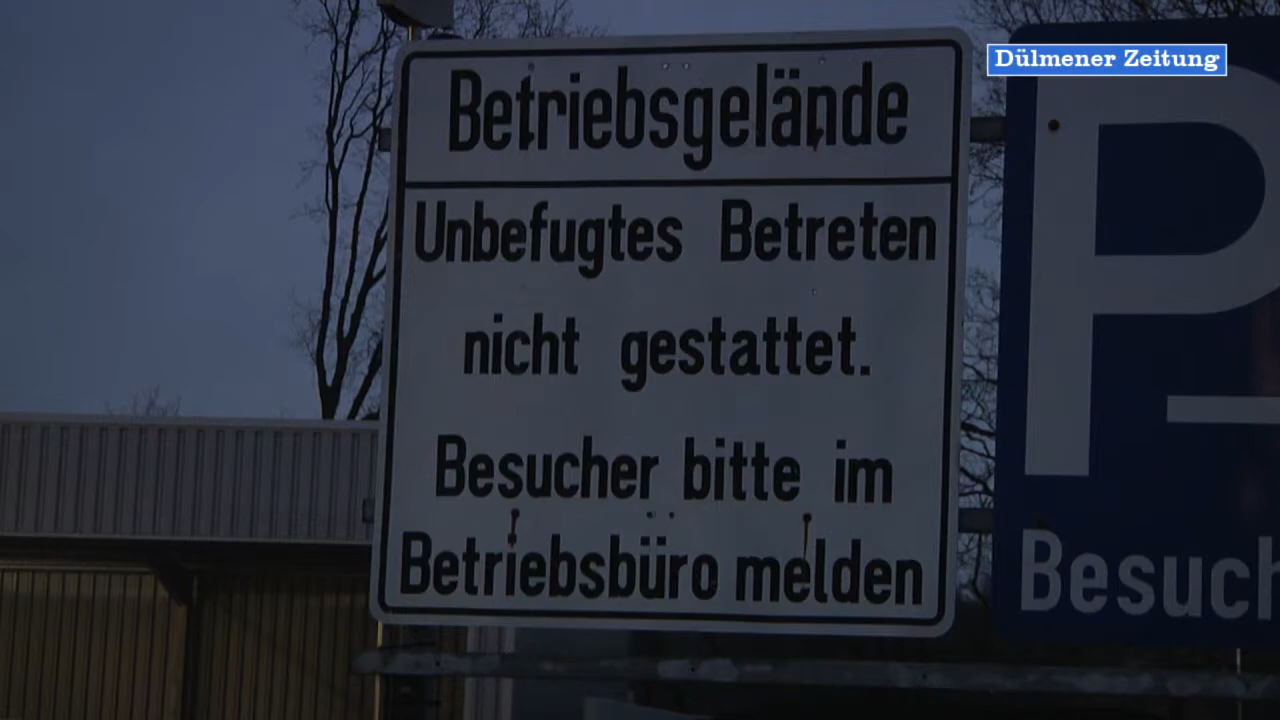 Dülmener Zeitung
Betriebsgelände
Unbefugtes Betreten
nicht gestattet.
Besucher bitte im
Betriebsbüro melden
P
Besuch